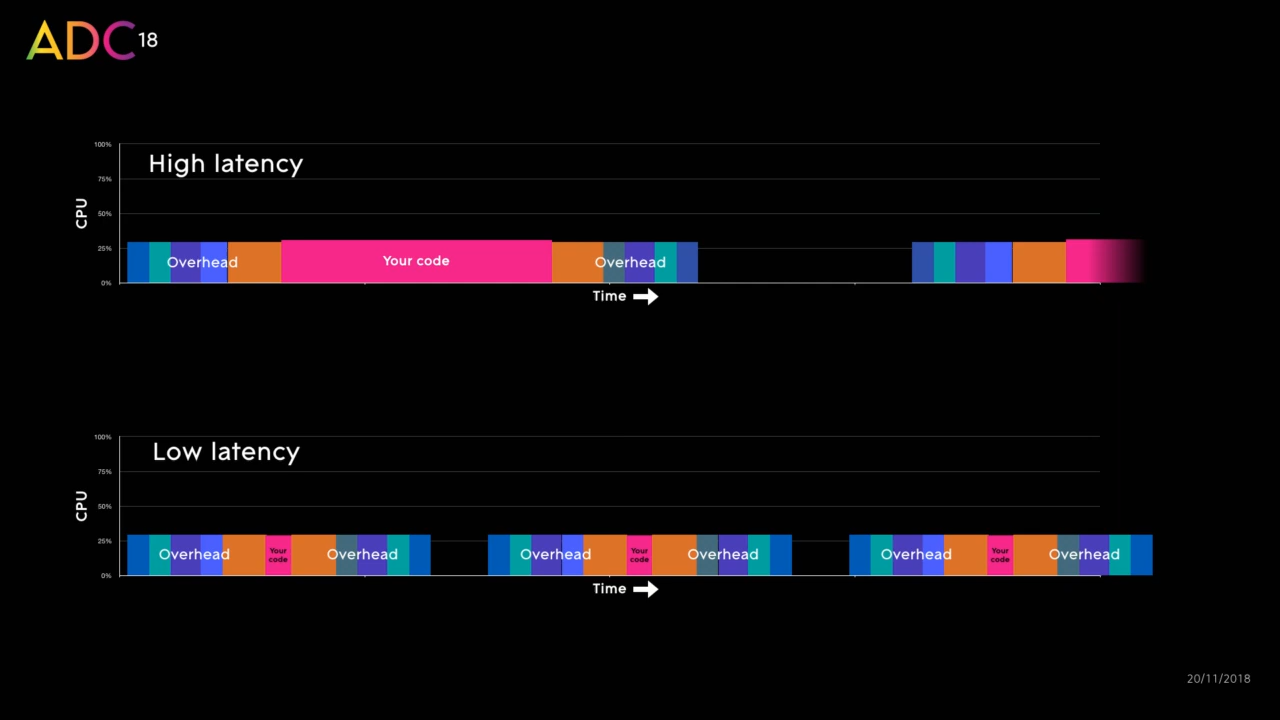 ADC18
100%
High latency
75%
CPU
50%
25%
Overhead
Your code
Overhead
0%
Time
100%
Low latency
75%
CPU
50%
25%
Overhead
Your
code
Overhead
Overhead
Your
code
Overhead
Overhead
Your
code
Overhead
0%
Time
20/11/2018